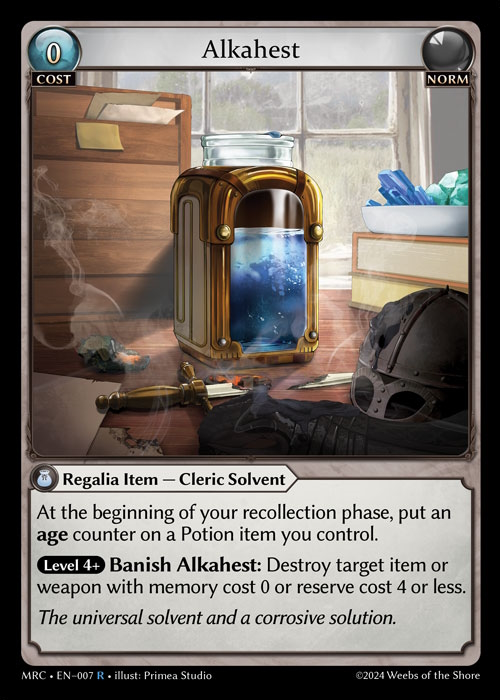 0
Alkahest
COST
NORM
Regalia Item — Cleric Solvent
At the beginning of your recollection phase, put an
age counter on a Potion item you control.
Level 4+ Banish Alkahest: Destroy target item or
weapon with memory cost 0 or reserve cost 4 or less.
The universal solvent and a corrosive solution.
MRC • EN–007 R • illust: Primea Studio
©2024 Weebs of the Shore